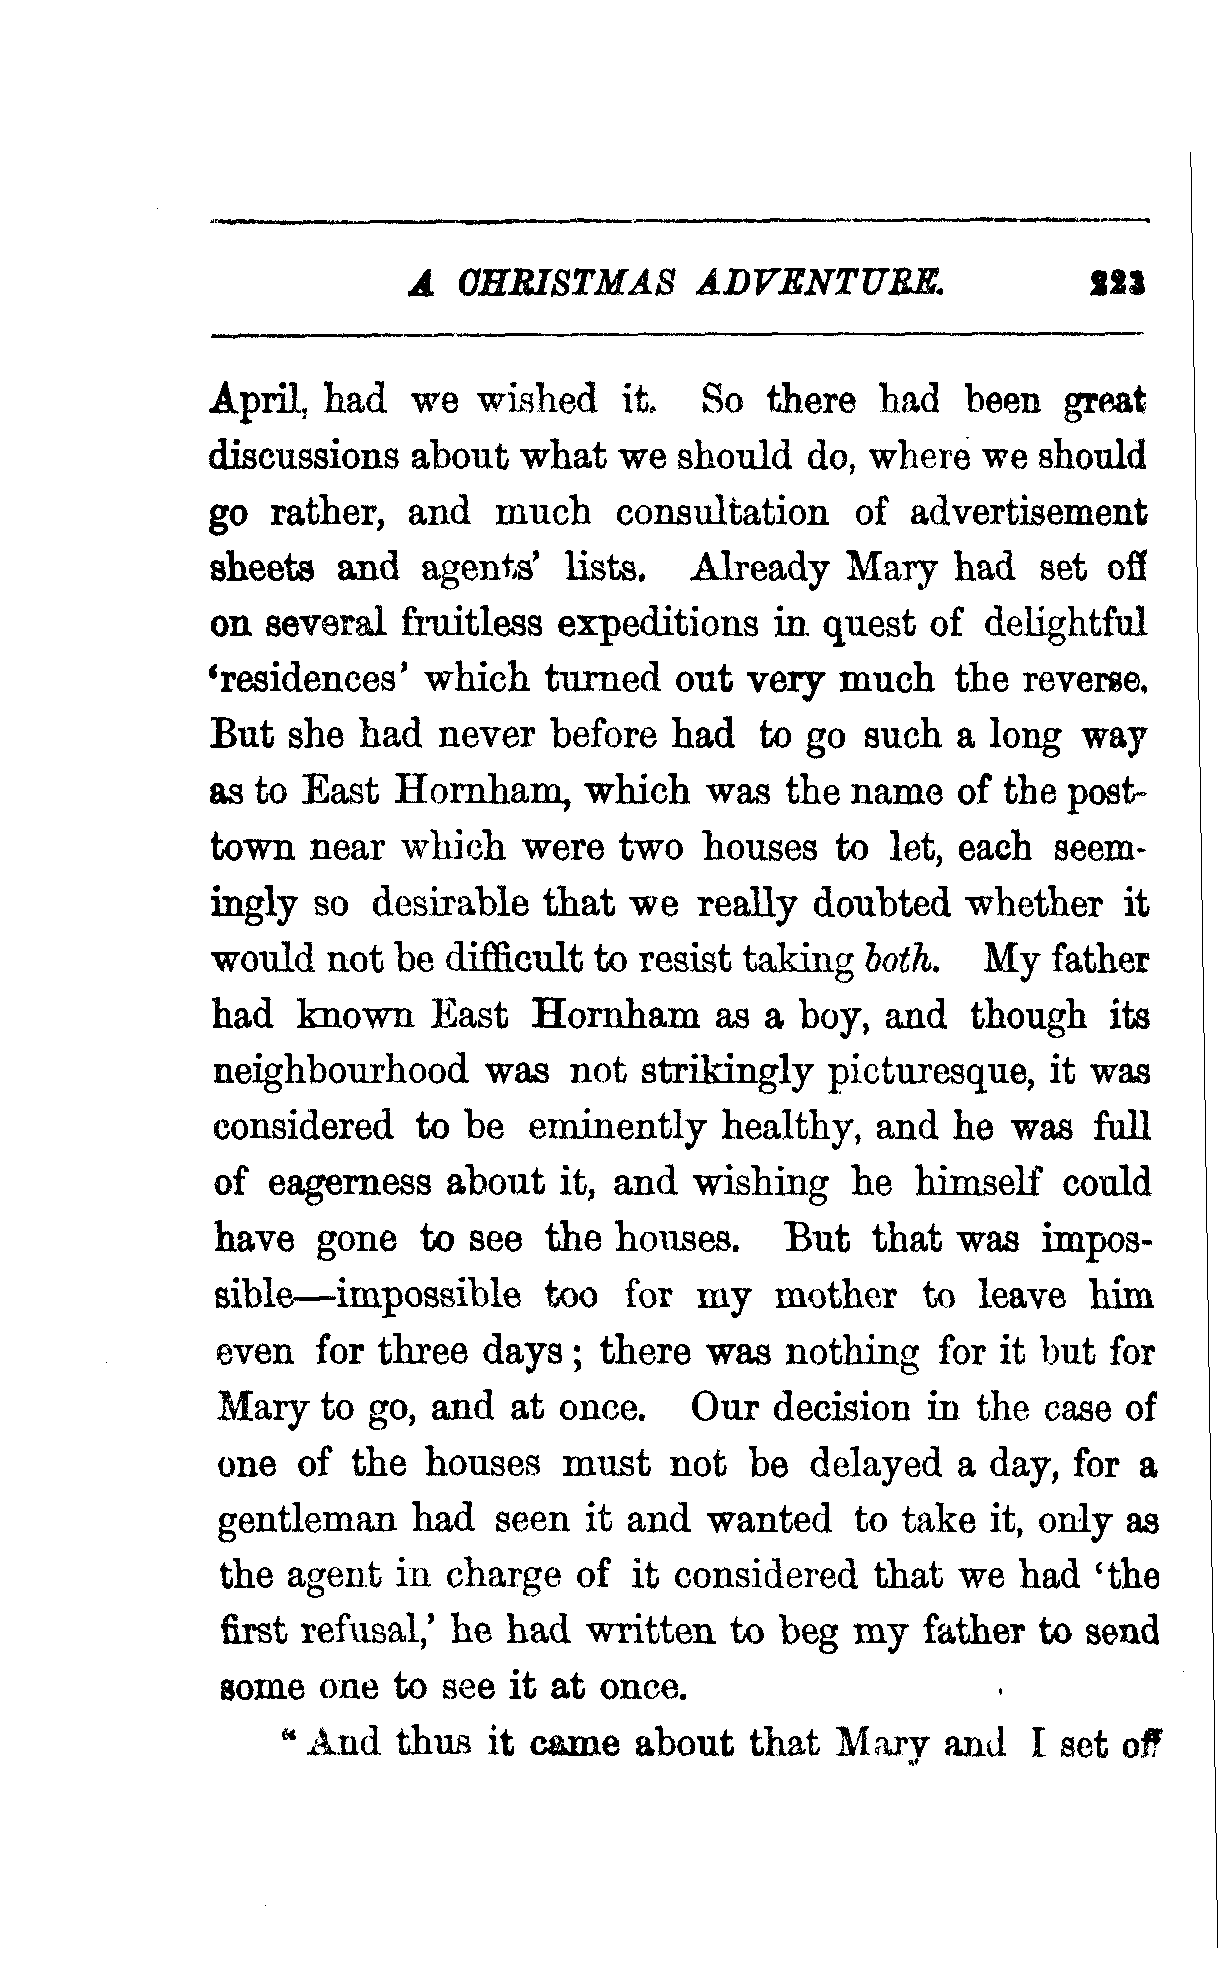 A CHRISTMAS ADVENTURE. 223
April, had we wished it. So there had been great
discussions about what we should do, where we should
go rather, and much consultation of advertisement
sheets and agents' lists. Already Mary had set off
on several fruitless expeditions in quest of delightful
‘residences’ which turned out very much the reverse.
But she had never before had to go such a long way
as to East Hornham, which was the name of the post-
town near which were two houses to let, each seem-
ingly so desirable that we really doubted whether it
would not be difficult to resist taking both. My father
had known East Hornham as a boy, and though its
neighbourhood was not strikingly picturesque, it was
considered to be eminently healthy, and he was full
of eagerness about it, and wishing he himself could
have gone to see the houses. But that was impos-
sible—impossible too for my mother to leave him
even for three days; there was nothing for it but for
Mary to go, and at once. Our decision in the case of
one of the houses must not be delayed a day, for a
gentleman had seen it and wanted to take it, only as
the agent in charge of it considered that we had ‘the
first refusal,’ he had written to beg my father to send
some one to see it at once.
“And thus it came about that Mary and I set off